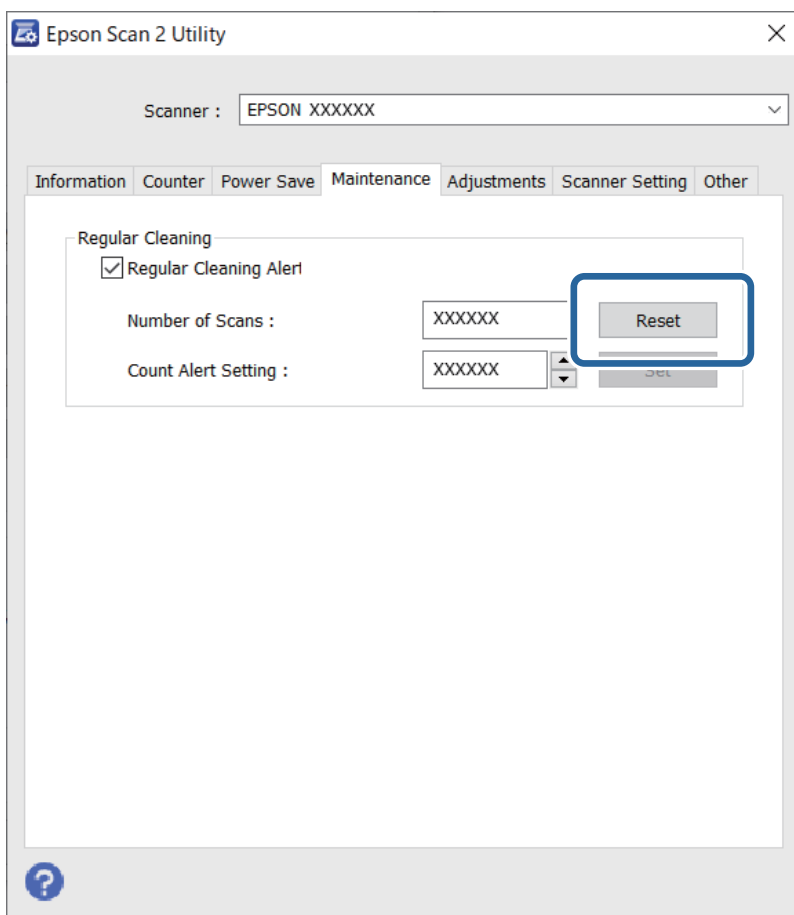 Epson Scan 2 Utility
Scanner : EPSON XXXXXX
Information Counter Power Save Maintenance Adjustments Scanner Setting Other
Regular Cleaning
Regular Cleaning Alert
Number of Scans : XXXXXX Reset
Count Alert Setting : XXXXXX Set
?